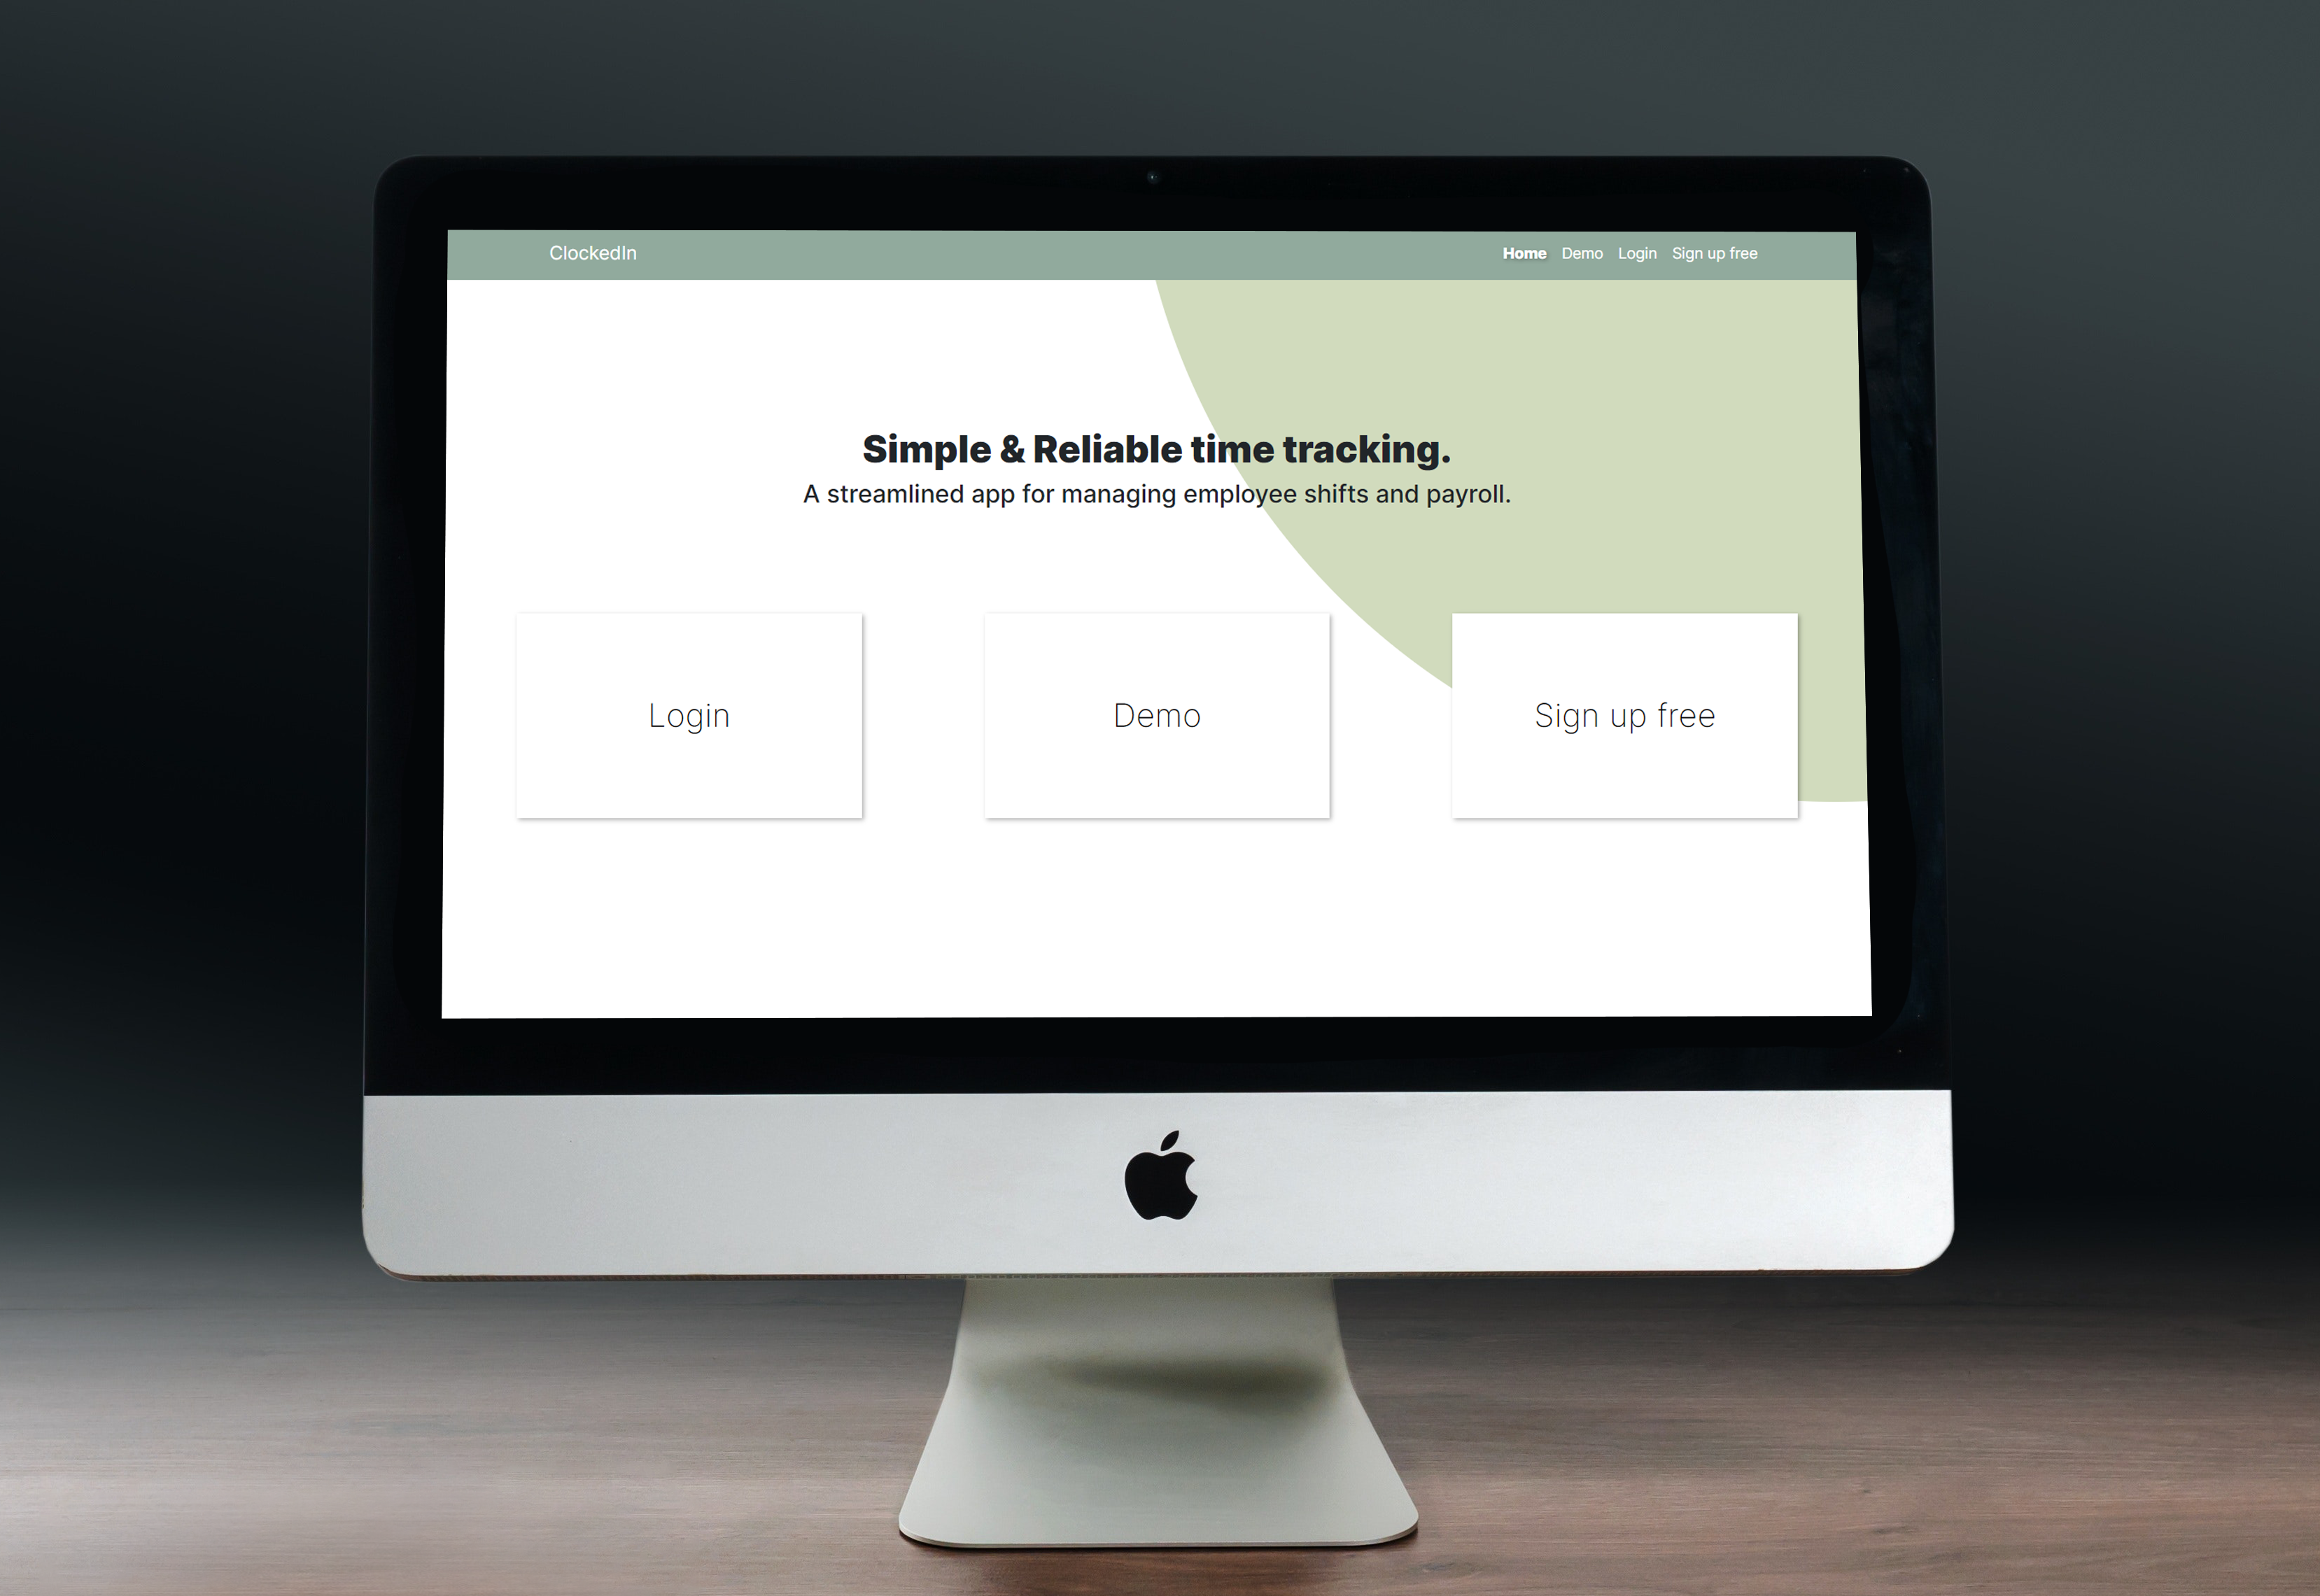 ClockedIn
Home Demo Login Sign up free
Simple & Reliable time tracking.
A streamlined app for managing employee shifts and payroll.
Login
Demo
Sign up free